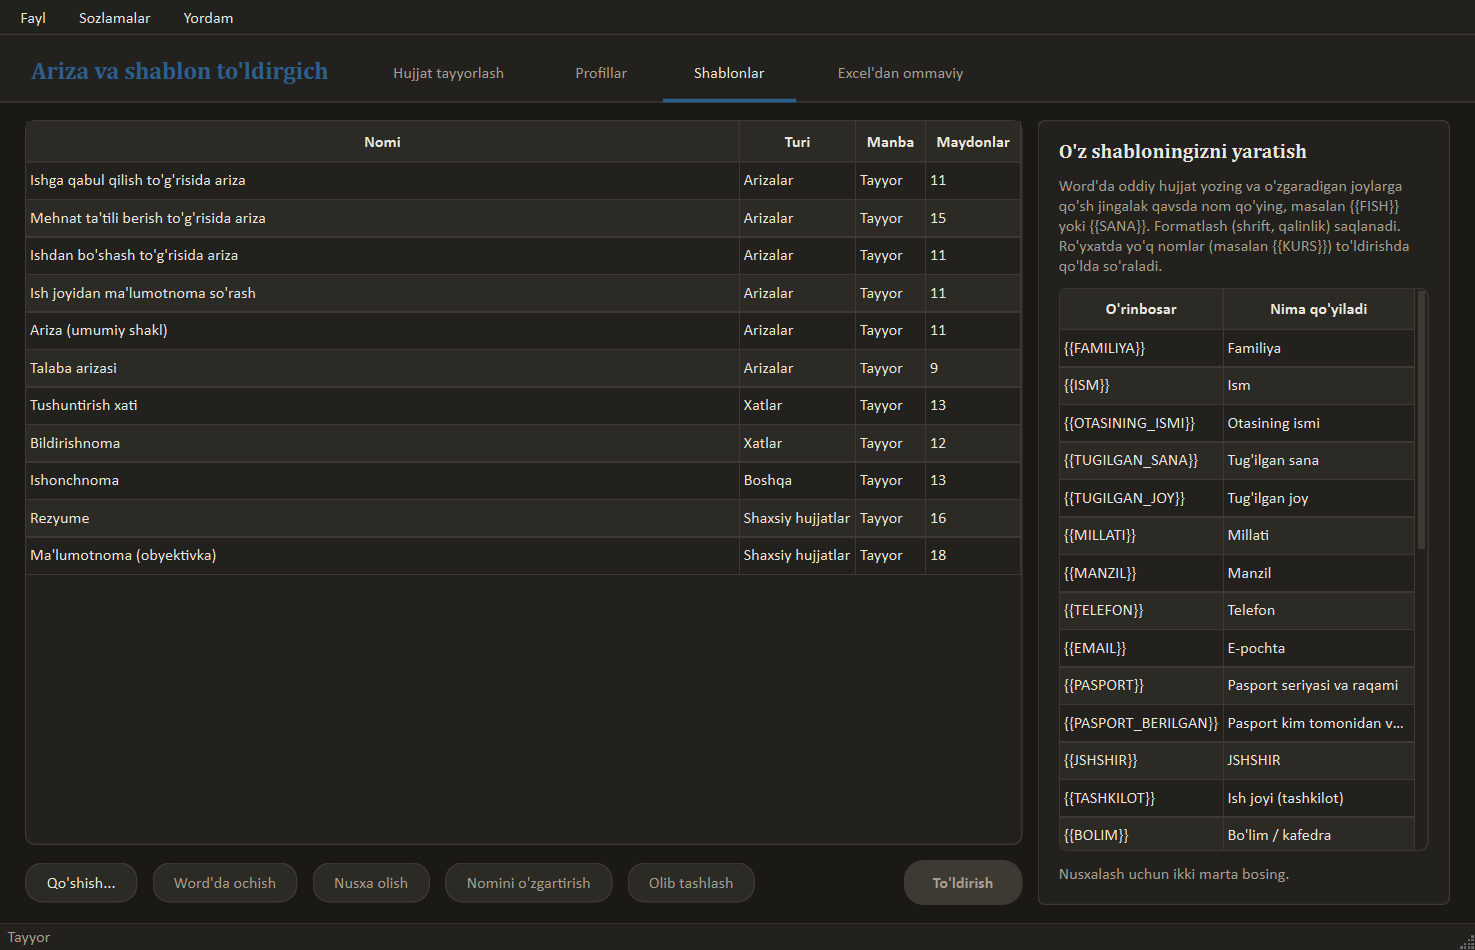 Fayl Sozlamalar Yordam
Ariza va shablon to'ldirgich Hujjat tayyorlash Profillar Shablonlar Excel'dan ommaviy
Nomi Turi Manba Maydonlar
Ishga qabul qilish to'g'risida ariza Arizalar Tayyor 11
Mehnat ta'tili berish to'g'risida ariza Arizalar Tayyor 15
Ishdan bo'shash to'g'risida ariza Arizalar Tayyor 11
Ish joyidan ma'lumotnoma so'rash Arizalar Tayyor 11
Ariza (umumiy shakl) Arizalar Tayyor 11
Talaba arizasi Arizalar Tayyor 9
Tushuntirish xati Xatlar Tayyor 13
Bildirishnoma Xatlar Tayyor 12
Ishonchnoma Boshqa Tayyor 13
Rezyume Shaxsiy hujjatlar Tayyor 16
Ma'lumotnoma (obyektivka) Shaxsiy hujjatlar Tayyor 18
Qo'shish... Word'da ochish Nusxa olish Nomini o'zgartirish Olib tashlash To'ldirish
O'z shabloningizni yaratish
Word'da oddiy hujjat yozing va o'zgaradigan joylarga
qo'sh jingalak qavsda nom qo'ying, masalan {{FISH}}
yoki {{SANA}}. Formatlash (shrift, qalinlik) saqlanadi.
Ro'yxatda yo'q nomlar (masalan {{KURS}}) to'ldirishda
qo'lda so'raladi.
O'rinbosar Nima qo'yiladi
{{FAMILIYA}} Familiya
{{ISM}} Ism
{{OTASINING_ISMI}} Otasining ismi
{{TUGILGAN_SANA}} Tug'ilgan sana
{{TUGILGAN_JOY}} Tug'ilgan joy
{{MILLATI}} Millati
{{MANZIL}} Manzil
{{TELEFON}} Telefon
{{EMAIL}} E-pochta
{{PASPORT}} Pasport seriyasi va raqami
{{PASPORT_BERILGAN}} Pasport kim tomonidan v...
{{JSHSHIR}} JSHSHIR
{{TASHKILOT}} Ish joyi (tashkilot)
{{BOLIM}} Bo'lim / kafedra
Nusxalash uchun ikki marta bosing.
Tayyor